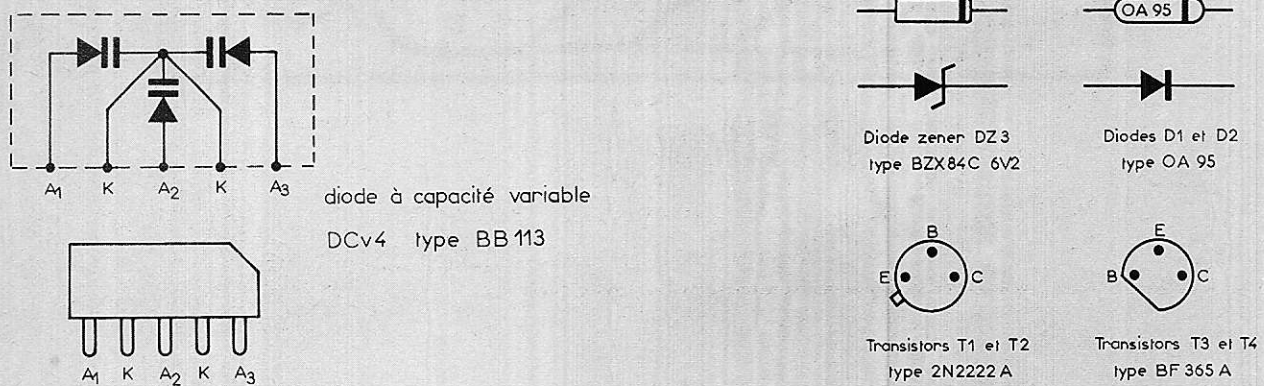 A1 K A2 K A3
diode à capacité variable
DCv4 type BB 113
A1 K A2 K A3
OA 95
Diode zener DZ 3
type BZX84C 6V2
Diodes D1 et D2
type OA 95
B
E C
Transistors T1 et T2
type 2N2222 A
E
B C
Transistors T3 et T4
type BF 365 A